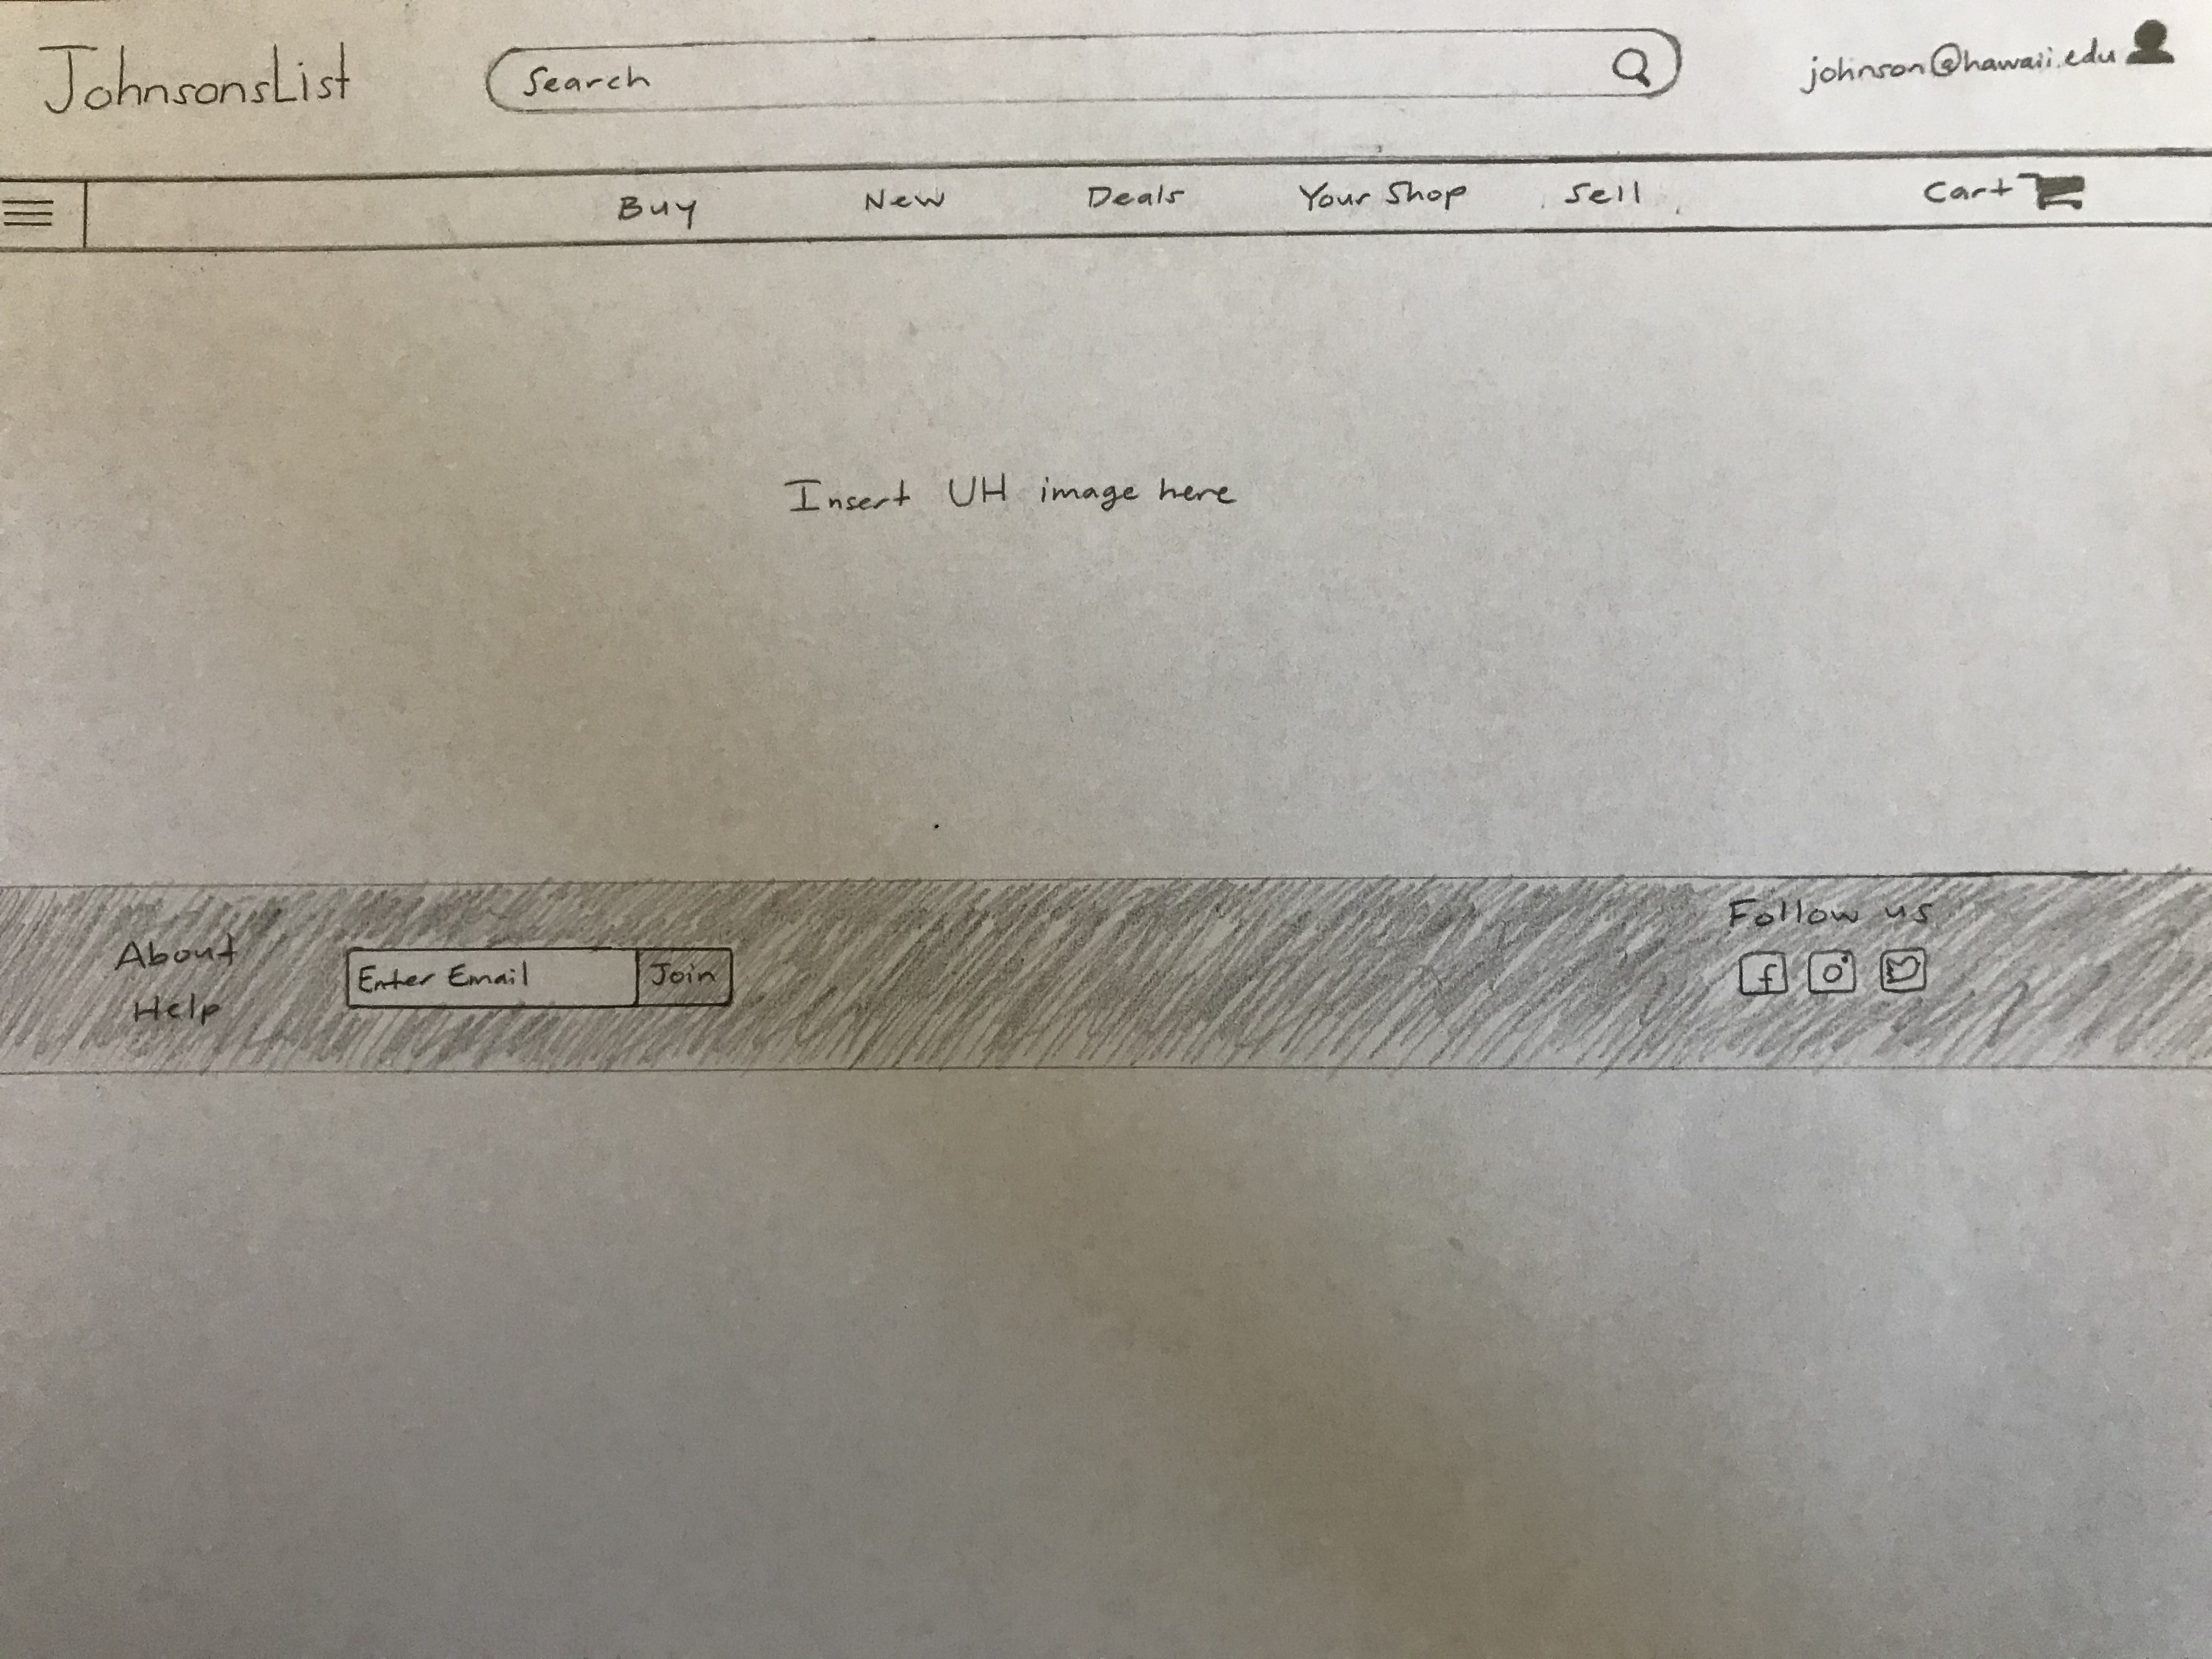 JohnsonsList
Search
johnson@hawaii.edu
Buy New Deals Your Shop Sell Cart
Insert UH image here
About
Help
Enter Email Join
Follow us
f